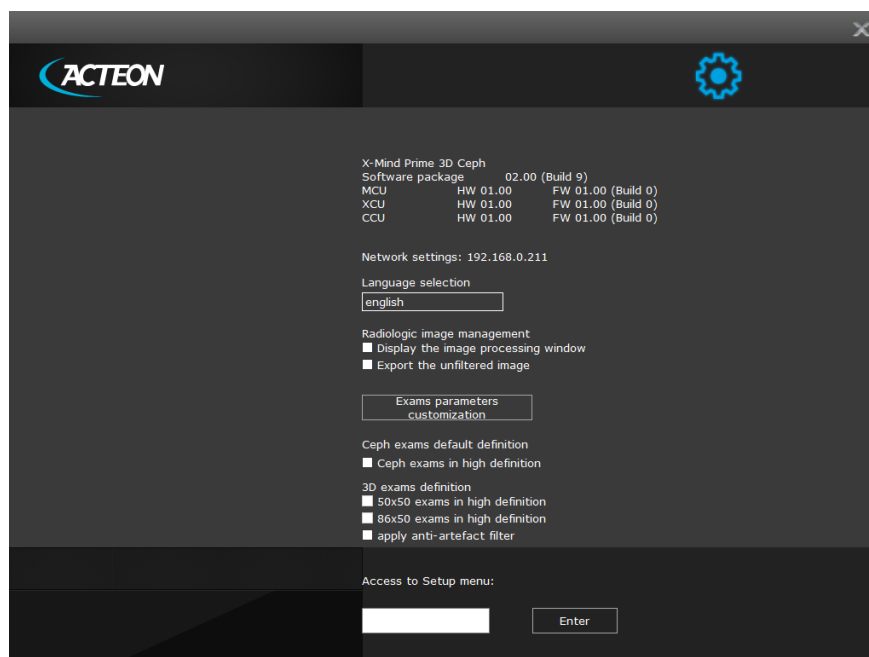 ACTEON
X-Mind Prime 3D Ceph
Software package 02.00 (Build 9)
MCU HW 01.00 FW 01.00 (Build 0)
XCU HW 01.00 FW 01.00 (Build 0)
CCU HW 01.00 FW 01.00 (Build 0)
Network settings: 192.168.0.211
Language selection
english
Radiologic image management
Display the image processing window
Export the unfiltered image
Exams parameters
customization
Ceph exams default definition
Ceph exams in high definition
3D exams definition
50x50 exams in high definition
86x50 exams in high definition
apply anti-artefact filter
Access to Setup menu:
Enter